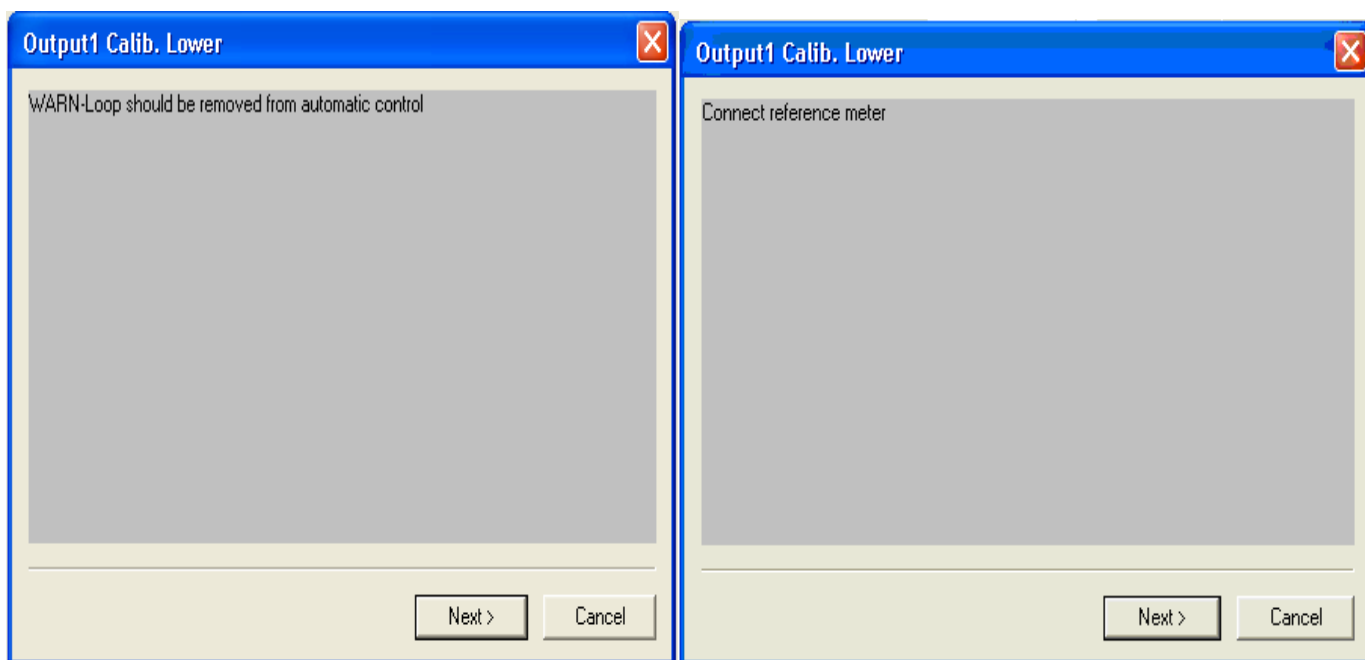 Output1 Calib. Lower
WARN-Loop should be removed from automatic control
Next >
Cancel
Output1 Calib. Lower
Connect reference meter
Next >
Cancel